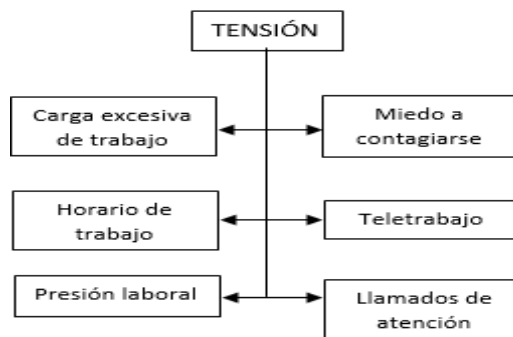 TENSIÓN
Carga excesiva
de trabajo
Miedo a
contagiarse
Horario de
trabajo
Teletrabajo
Presión laboral
Llamados de
atención